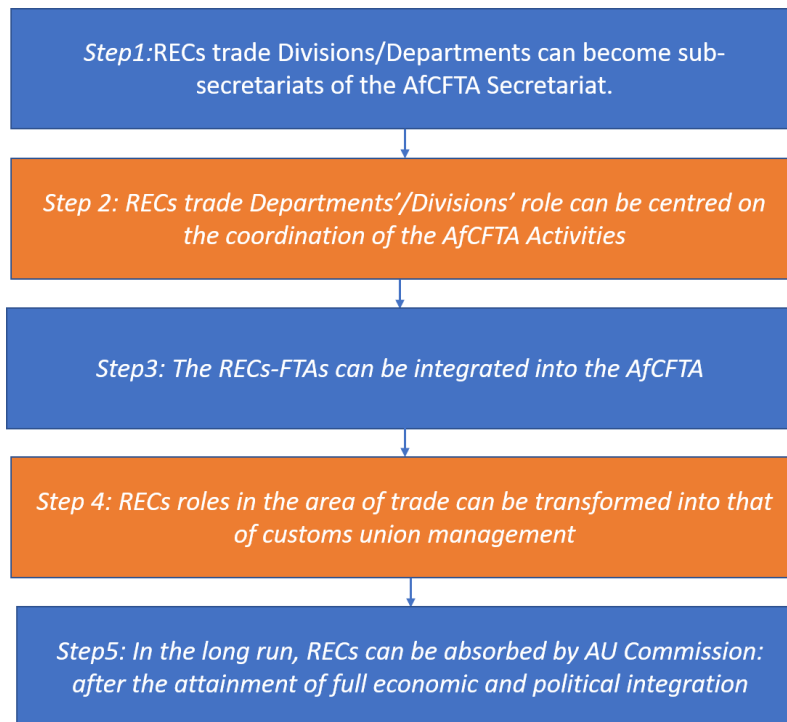 Step1:RECs trade Divisions/Departments can become sub-
secretariats of the AfCFTA Secretariat.
Step 2: RECs trade Departments’/Divisions’ role can be centred on
the coordination of the AfCFTA Activities
Step3: The RECs-FTAs can be integrated into the AfCFTA
Step 4: RECs roles in the area of trade can be transformed into that
of customs union management
Step5: In the long run, RECs can be absorbed by AU Commission:
after the attainment of full economic and political integration